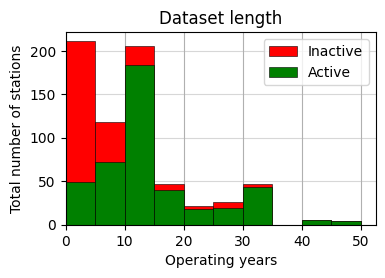 Dataset length
Inactive
Active
Total number of stations
200
150
100
50
0
0 10 20 30 40 50
Operating years